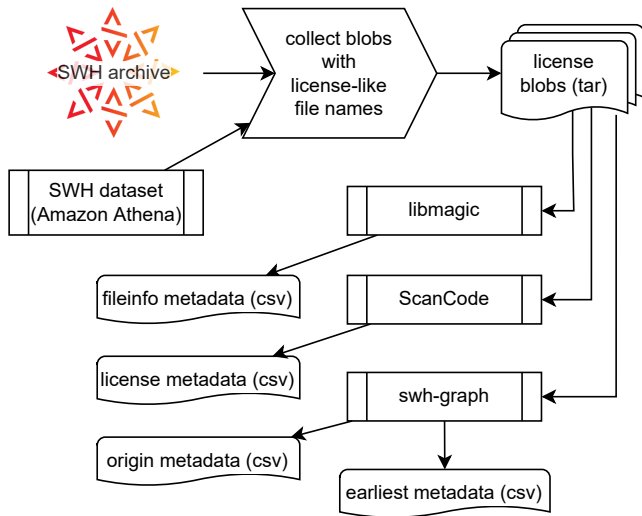 SWH archive
collect blobs
with
license-like
file names
license
blobs (tar)
SWH dataset
(Amazon Athena)
libmagic
fileinfo metadata (csv)
ScanCode
license metadata (csv)
swh-graph
origin metadata (csv)
earliest metadata (csv)